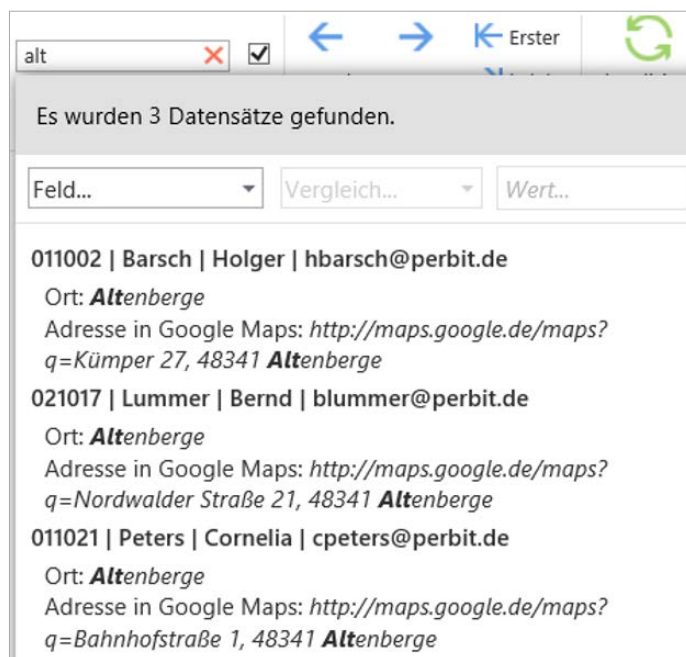 alt
Erster
Es wurden 3 Datensätze gefunden.
Feld... Vergleich... Wert...
011002 | Barsch | Holger | hbarsch@perbit.de
Ort: Altenberge
Adresse in Google Maps: http://maps.google.de/maps?
q=Kümper 27, 48341 Altenberge
021017 | Lummer | Bernd | blummer@perbit.de
Ort: Altenberge
Adresse in Google Maps: http://maps.google.de/maps?
q=Nordwalder Straße 21, 48341 Altenberge
011021 | Peters | Cornelia | cpeters@perbit.de
Ort: Altenberge
Adresse in Google Maps: http://maps.google.de/maps?
q=Bahnhofstraße 1, 48341 Altenberge